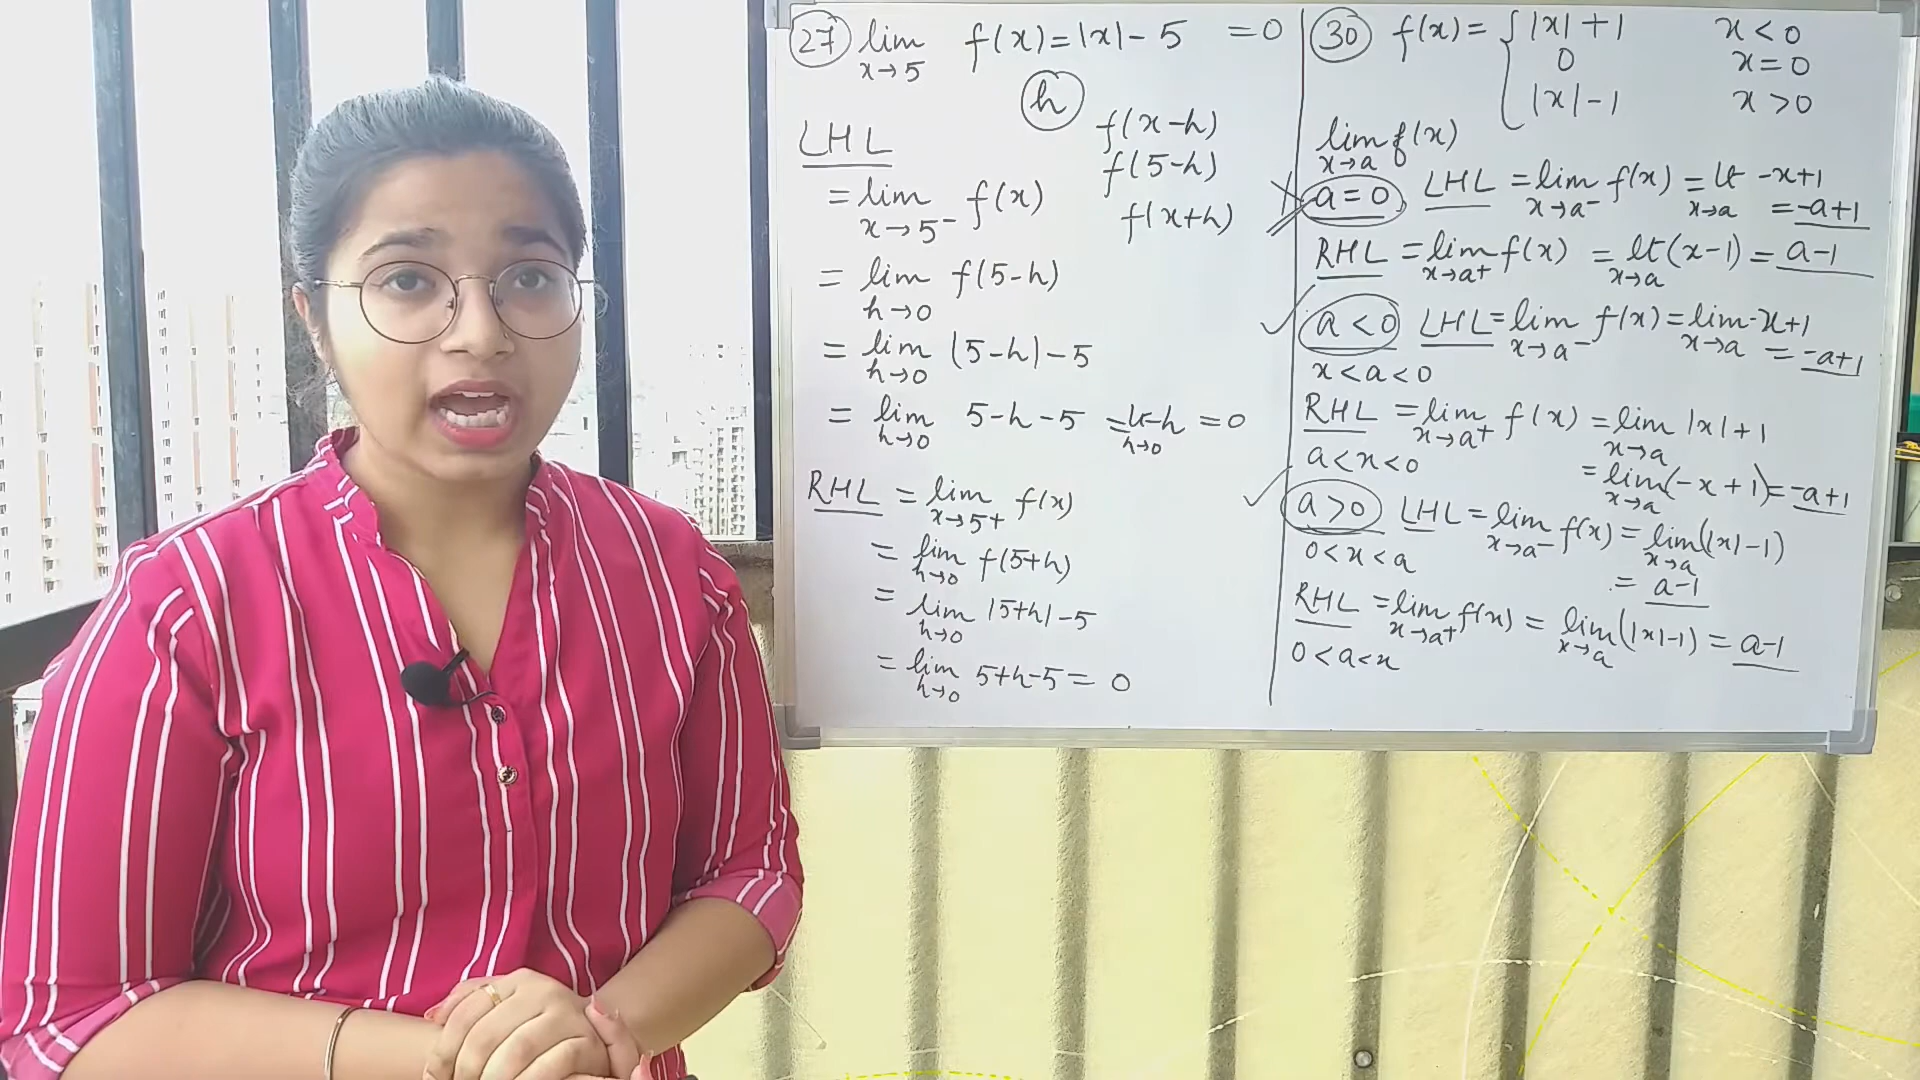 27 lim x→5 f(x)=|x|-5 =0
h
f(x-h)
LHL
f(5-h)
= lim x→5⁻ f(x)
f(x+h)
= lim h→0 f(5-h)
= lim h→0 (5-h)-5
= lim h→0 5-h-5 = lt h→0 -h = 0
RHL = lim x→5+ f(x)
= lim h→0 f(5+h)
= lim h→0 |5+h|-5
= lim h→0 5+h-5 = 0
30 f(x)= { |x|+1 x<0
0 x=0
|x|-1 x>0
lim x→a f(x)
a=0, LHL = lim x→a⁻ f(x) = lt x→a -x+1
= -a+1
RHL = lim x→a+ f(x) = lt x→a (x-1) = a-1
a<0 LHL = lim x→a⁻ f(x) = lim x→a -x+1
= -a+1
x<a<0
RHL = lim x→a+ f(x) = lim x→a |x|+1
a<x<0
= lim x→a (-x+1) = -a+1
a>0 LHL = lim x→a⁻ f(x) = lim x→a (|x|-1)
0<x<a
= a-1
RHL = lim x→a+ f(x) = lim x→a (|x|-1) = a-1
0<a<x